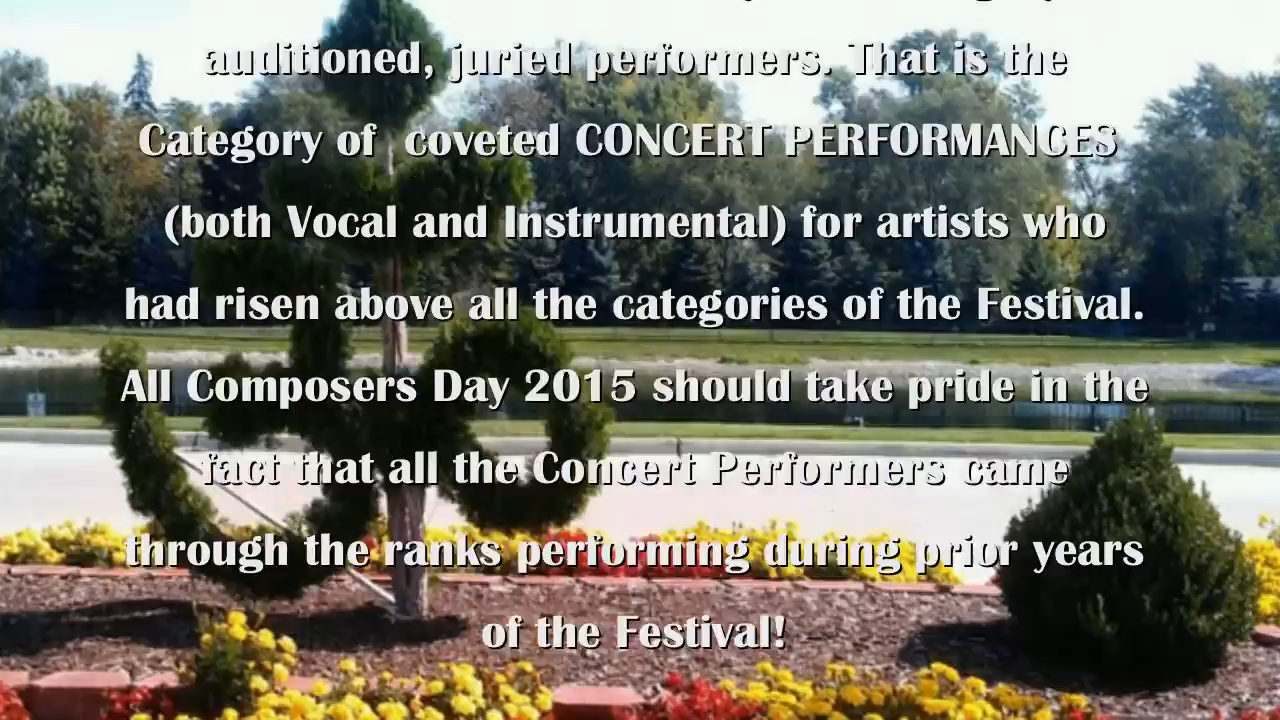 auditioned, juried performers. That is the
Category of coveted CONCERT PERFORMANCES
(both Vocal and Instrumental) for artists who
had risen above all the categories of the Festival.
All Composers Day 2015 should take pride in the
fact that all the Concert Performers came
through the ranks performing during prior years
of the Festival!